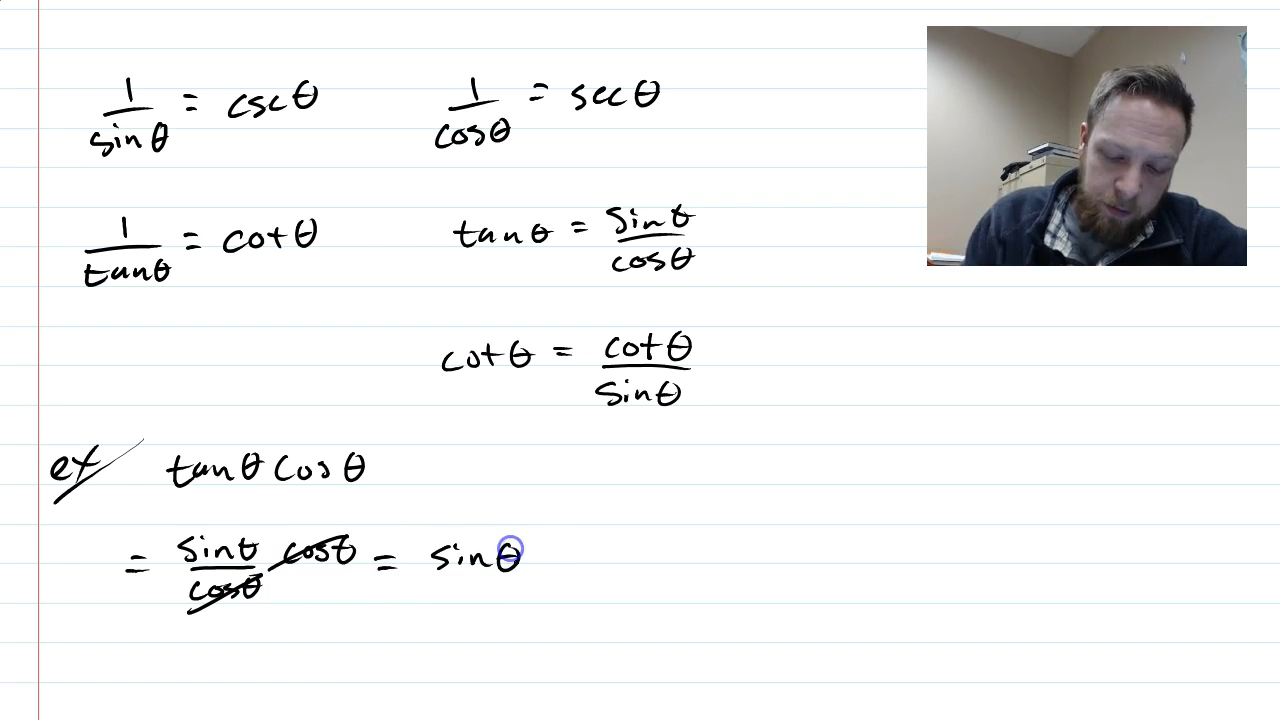 1/sinθ = cscθ 1/cosθ = secθ
1/tanθ = cotθ tanθ = sinθ/cosθ
cotθ = cotθ/sinθ
ex tanθ cosθ
= sinθ/cosθ cosθ = sinθ